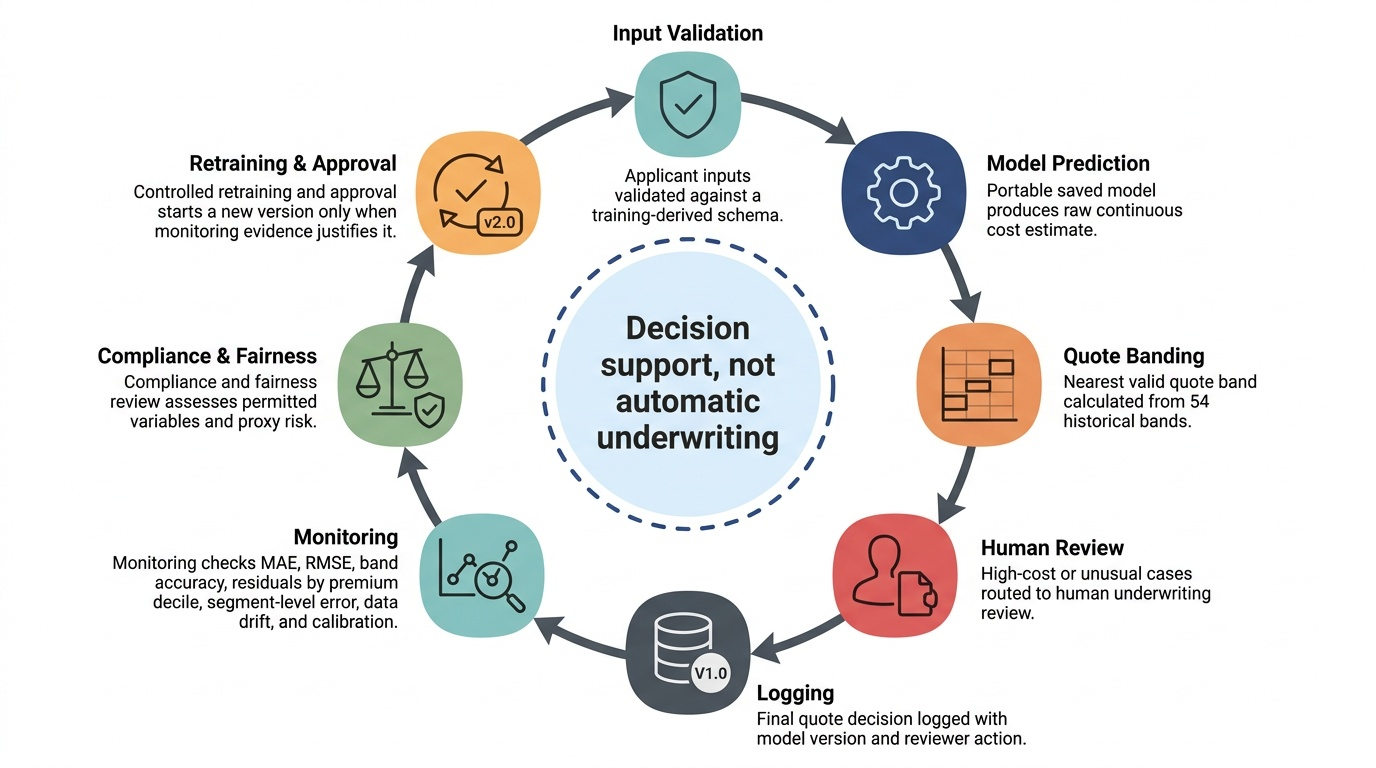 Input Validation
Applicant inputs
validated against a
training-derived schema.
Model Prediction
Portable saved model
produces raw continuous
cost estimate.
Quote Banding
Nearest valid quote band
calculated from 54
historical bands.
Human Review
High-cost or unusual cases
routed to human underwriting
review.
V1.0
Logging
Final quote decision logged with
model version and reviewer action.
Monitoring
Monitoring checks MAE, RMSE, band
accuracy, residuals by premium
decile, segment-level error, data
drift, and calibration.
Compliance & Fairness
Compliance and fairness
review assesses permitted
variables and proxy risk.
Retraining & Approval
Controlled retraining and approval
starts a new version only when
monitoring evidence justifies it.
v2.0
Decision
support, not
automatic
underwriting